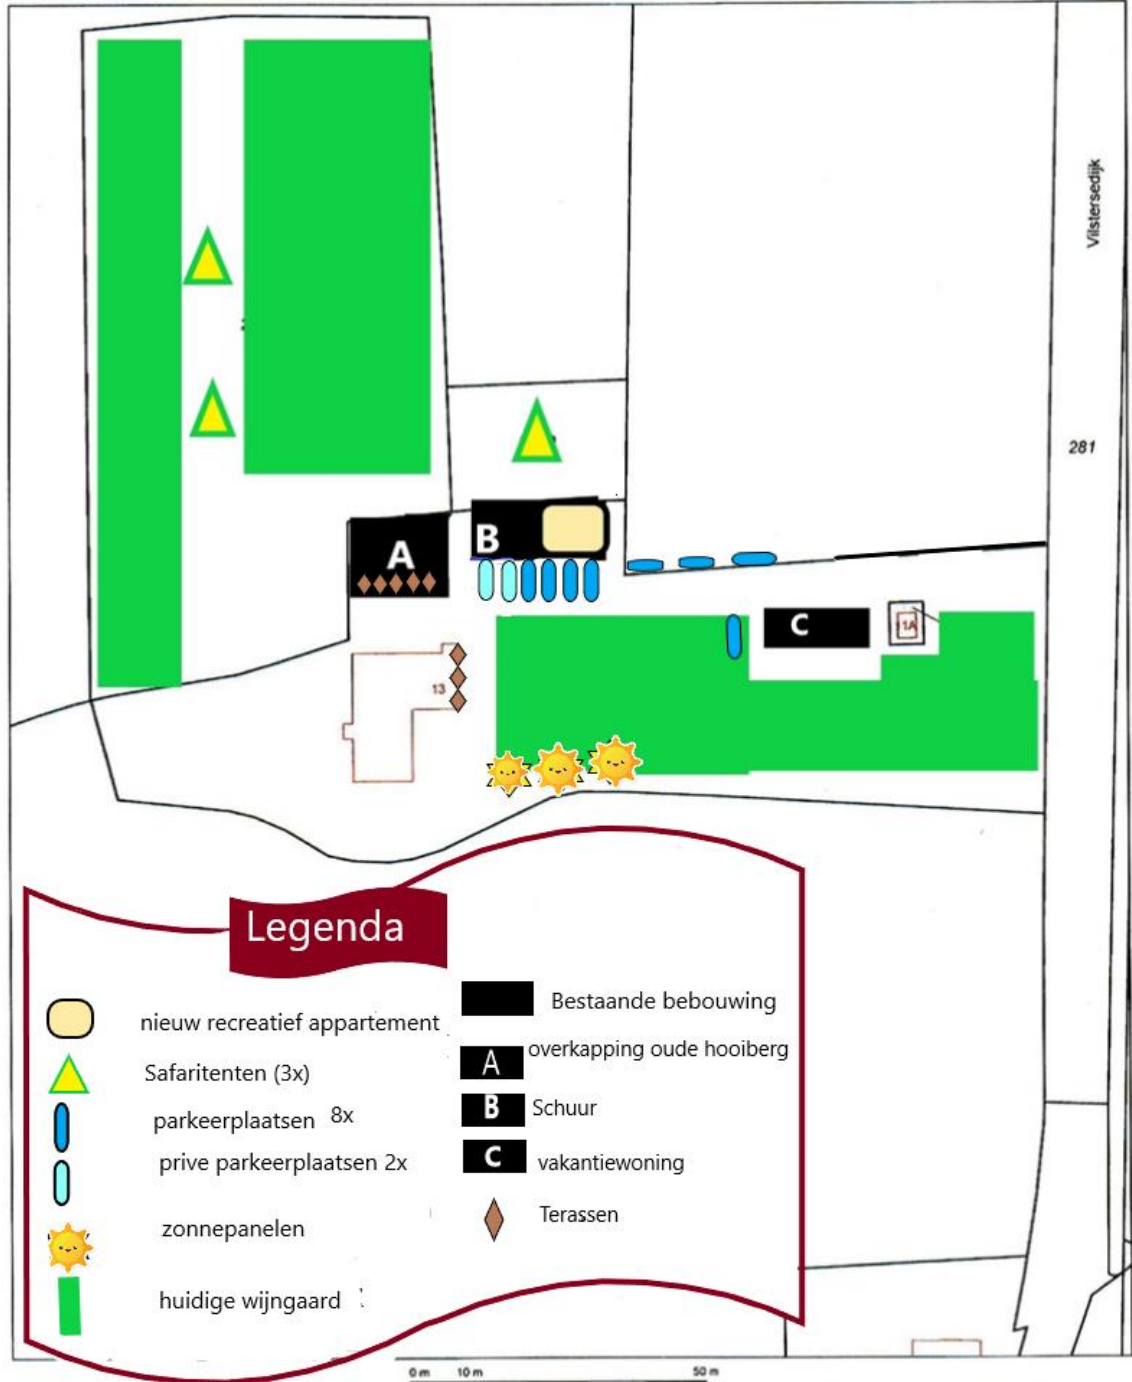 Vilstersedijk
281
B
A
C
1A
13
Legenda
nieuw recreatief appartement
Safaritenten (3x)
parkeerplaatsen 8x
prive parkeerplaatsen 2x
zonnepanelen
huidige wijngaard
Bestaande bebouwing
A overkapping oude hooiberg
B Schuur
C vakantiewoning
Terassen
0 m 10 m 50 m